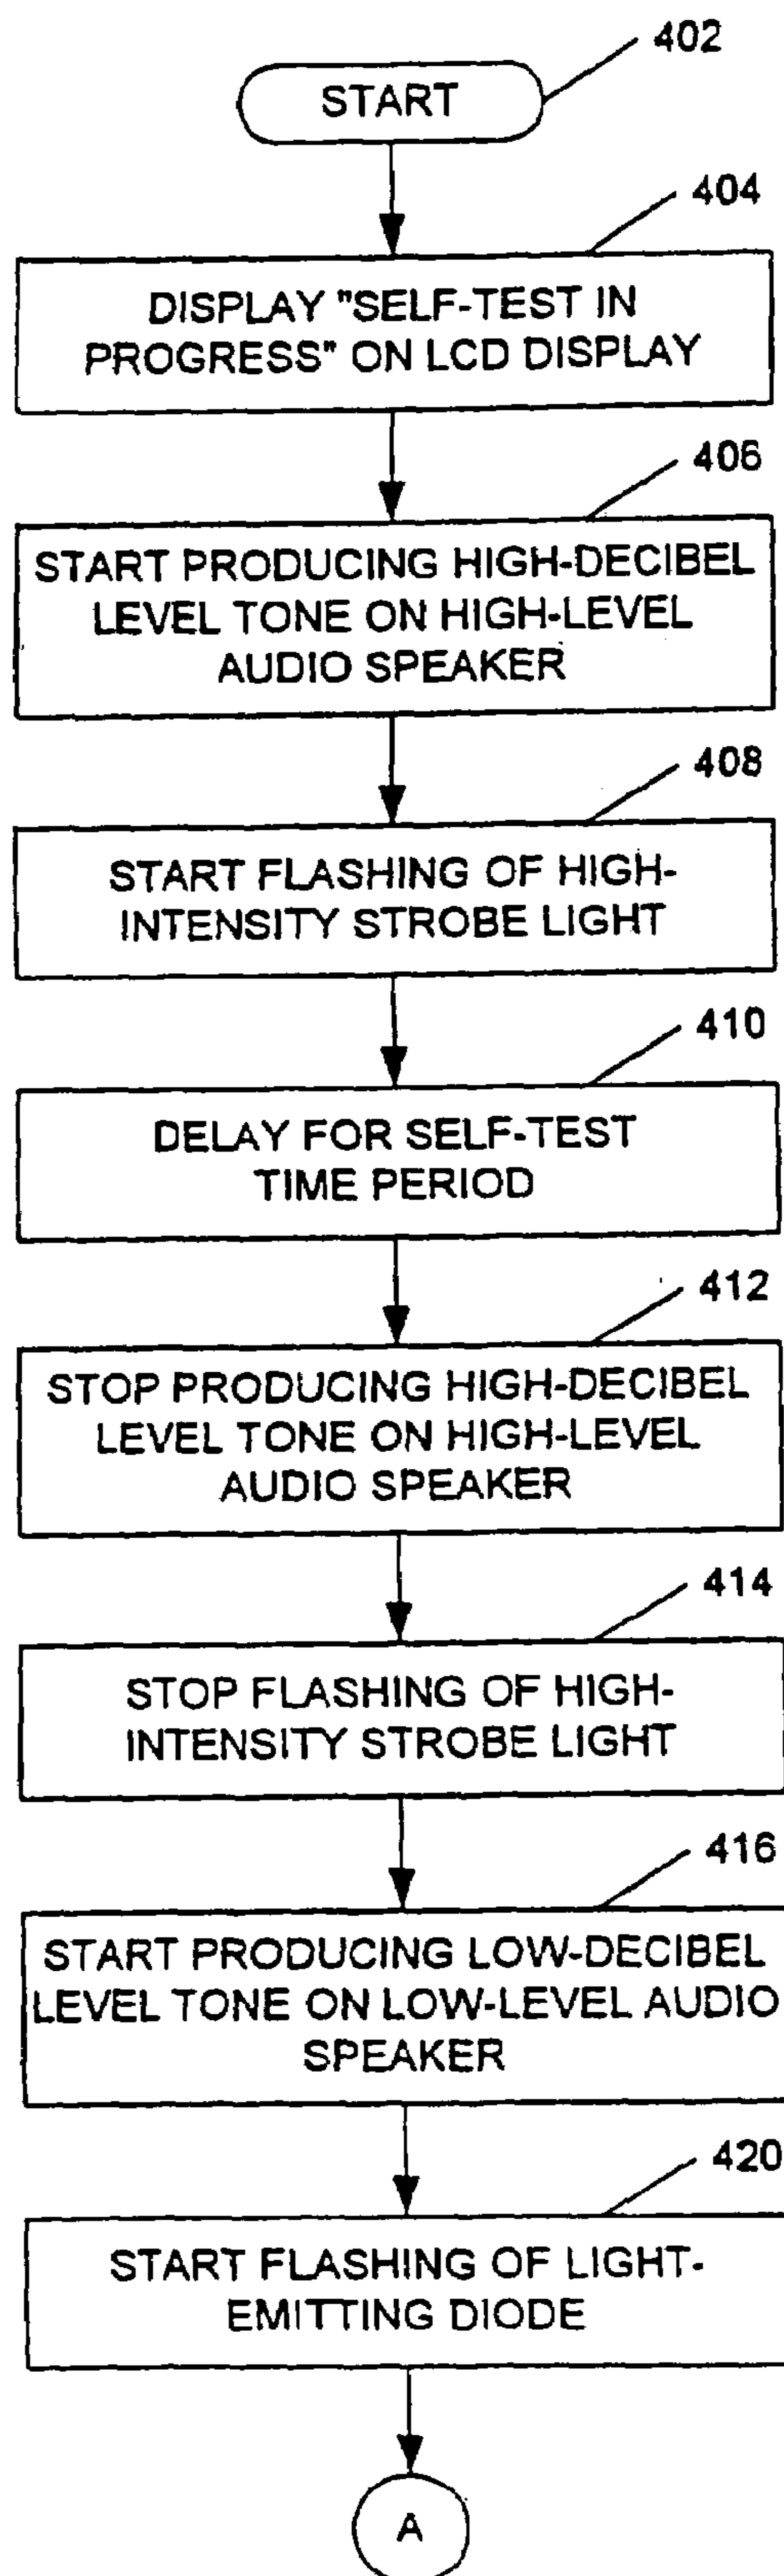 402
START
404
DISPLAY "SELF-TEST IN
PROGRESS" ON LCD DISPLAY
406
START PRODUCING HIGH-DECIBEL
LEVEL TONE ON HIGH-LEVEL
AUDIO SPEAKER
408
START FLASHING OF HIGH-
INTENSITY STROBE LIGHT
410
DELAY FOR SELF-TEST
TIME PERIOD
412
STOP PRODUCING HIGH-DECIBEL
LEVEL TONE ON HIGH-LEVEL
AUDIO SPEAKER
414
STOP FLASHING OF HIGH-
INTENSITY STROBE LIGHT
416
START PRODUCING LOW-DECIBEL
LEVEL TONE ON LOW-LEVEL AUDIO
SPEAKER
420
START FLASHING OF LIGHT-
EMITTING DIODE
A